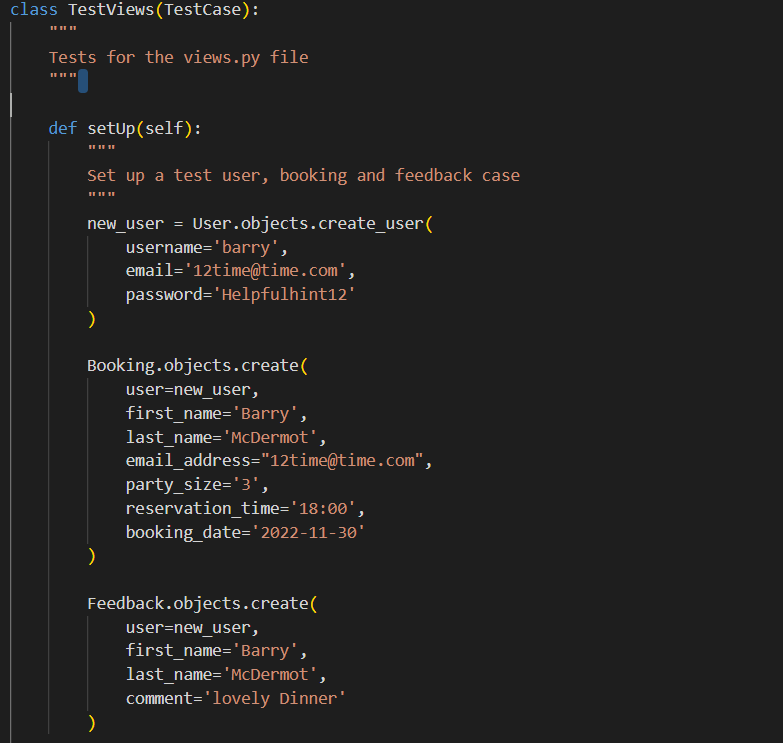 class TestViews(TestCase):
    """
    Tests for the views.py file
    """
    def setUp(self):
        """
        Set up a test user, booking and feedback case
        """
        new_user = User.objects.create_user(
            username='barry',
            email='12time@time.com',
            password='Helpfulhint12'
        )
        Booking.objects.create(
            user=new_user,
            first_name='Barry',
            last_name='McDermot',
            email_address="12time@time.com",
            party_size='3',
            reservation_time='18:00',
            booking_date='2022-11-30'
        )
        Feedback.objects.create(
            user=new_user,
            first_name='Barry',
            last_name='McDermot',
            comment='lovely Dinner'
        )